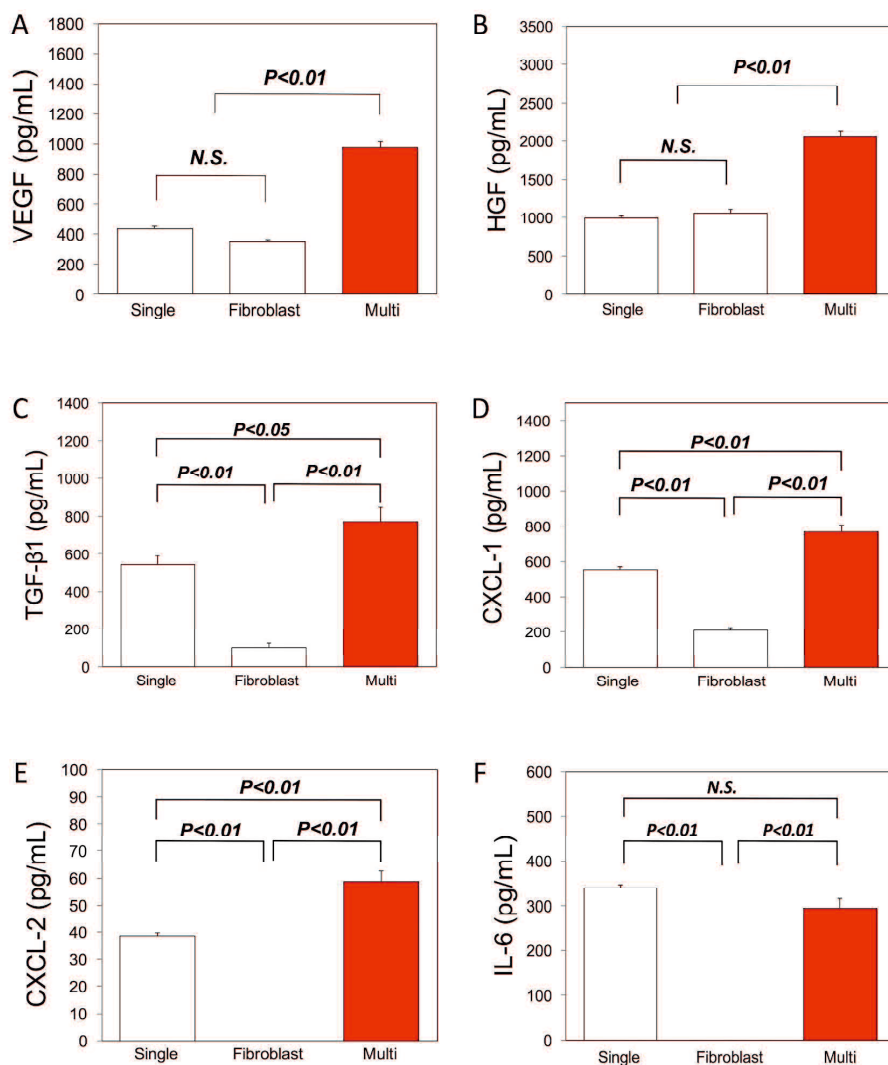 A
VEGF (pg/mL)
1800
1600
1400
1200
1000
800
600
400
200
0
P<0.01
N.S.
Single Fibroblast Multi
B
HGF (pg/mL)
3500
3000
2500
2000
1500
1000
500
0
P<0.01
N.S.
Single Fibroblast Multi
C
TGF-β1 (pg/mL)
1400
1200
1000
800
600
400
200
0
P<0.05
P<0.01 P<0.01
Single Fibroblast Multi
D
CXCL-1 (pg/mL)
1400
1200
1000
800
600
400
200
0
P<0.01
P<0.01 P<0.01
Single Fibroblast Multi
E
CXCL-2 (pg/mL)
100
90
80
70
60
50
40
30
20
10
0
P<0.01
P<0.01 P<0.01
Single Fibroblast Multi
F
IL-6 (pg/mL)
600
500
400
300
200
100
0
N.S.
P<0.01 P<0.01
Single Fibroblast Multi